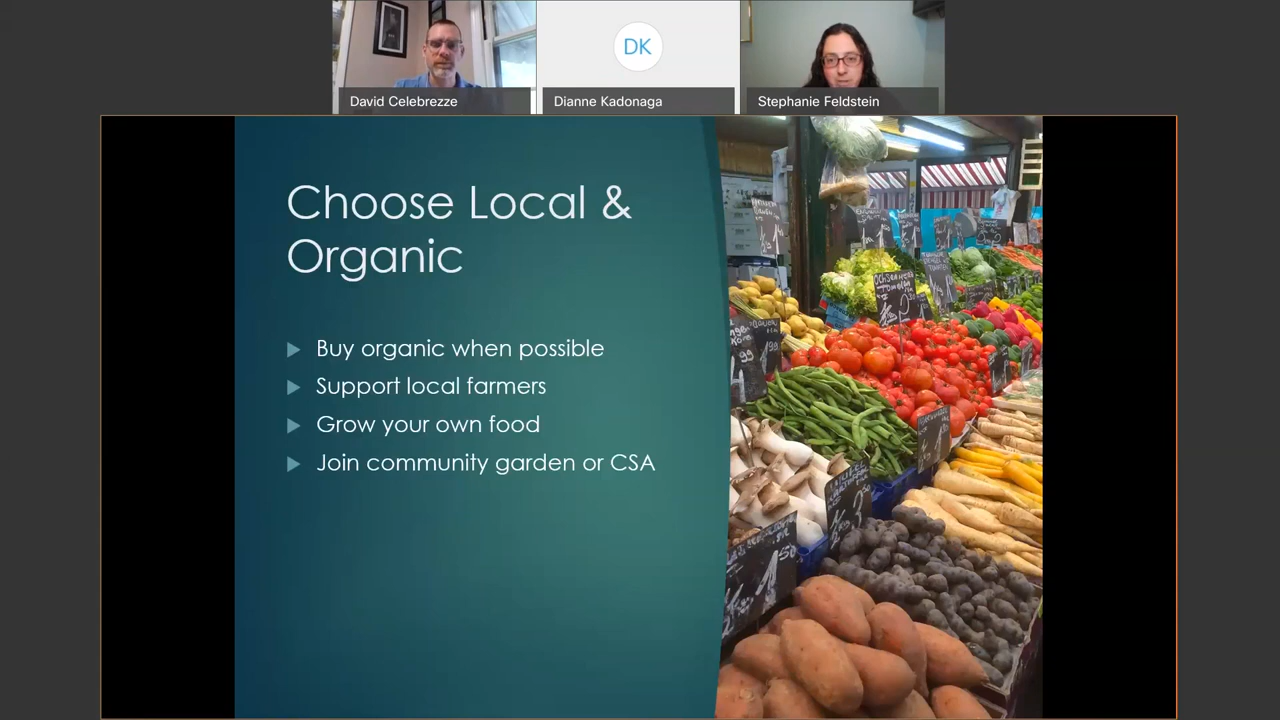 DK
David Celebrezze
Dianne Kadonaga
Stephanie Feldstein
Choose Local &
Organic
Buy organic when possible
Support local farmers
Grow your own food
Join community garden or CSA